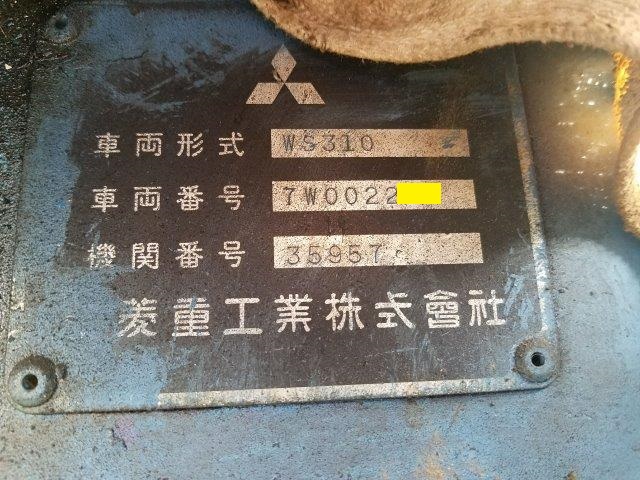 車両形式 WS310
車両番号 7W0022
機関番号 35957
菱重工業株式會社